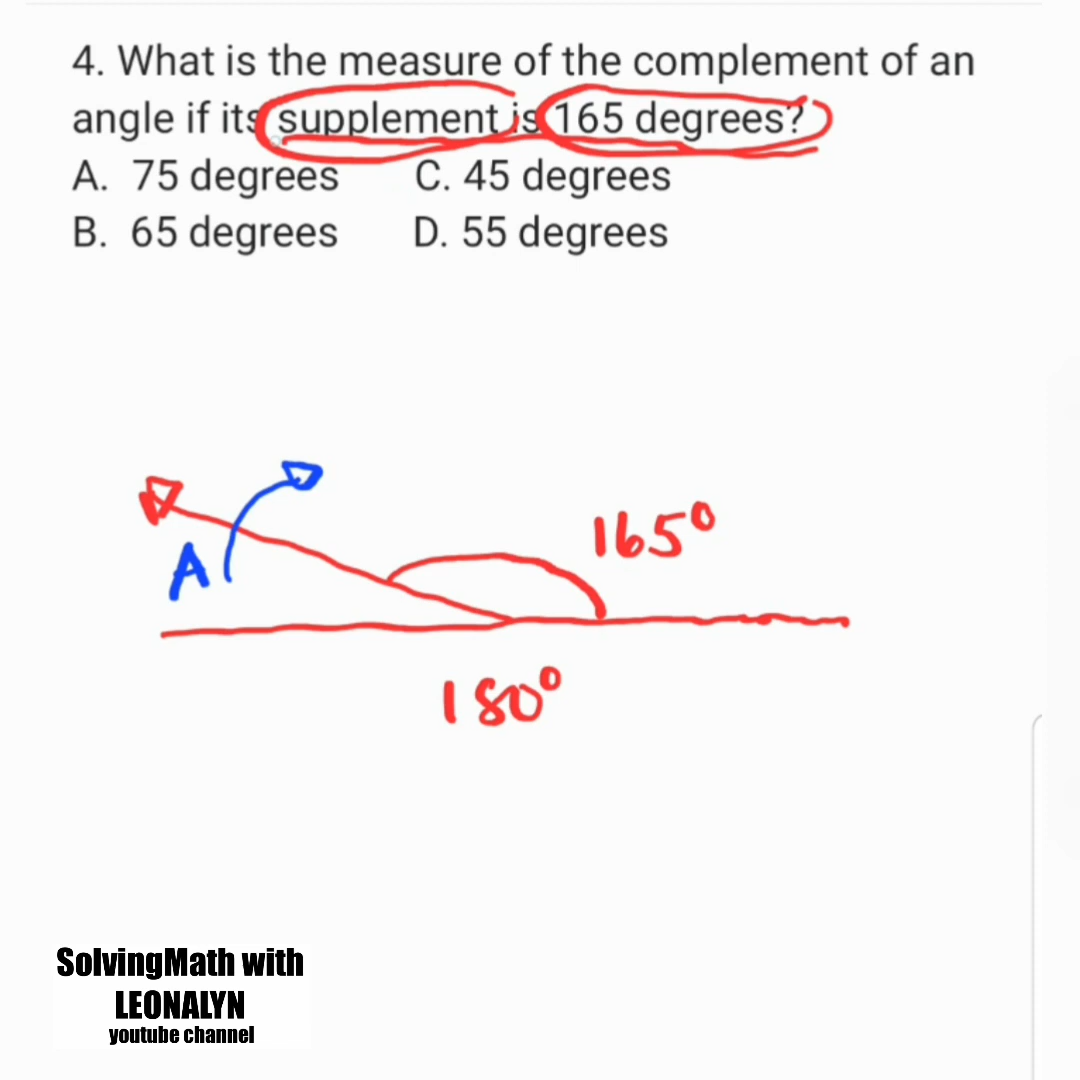 4. What is the measure of the complement of an
angle if its supplement is 165 degrees?
A. 75 degrees C. 45 degrees
B. 65 degrees D. 55 degrees
165°
A
180°
SolvingMath with
LEONALYN
youtube channel